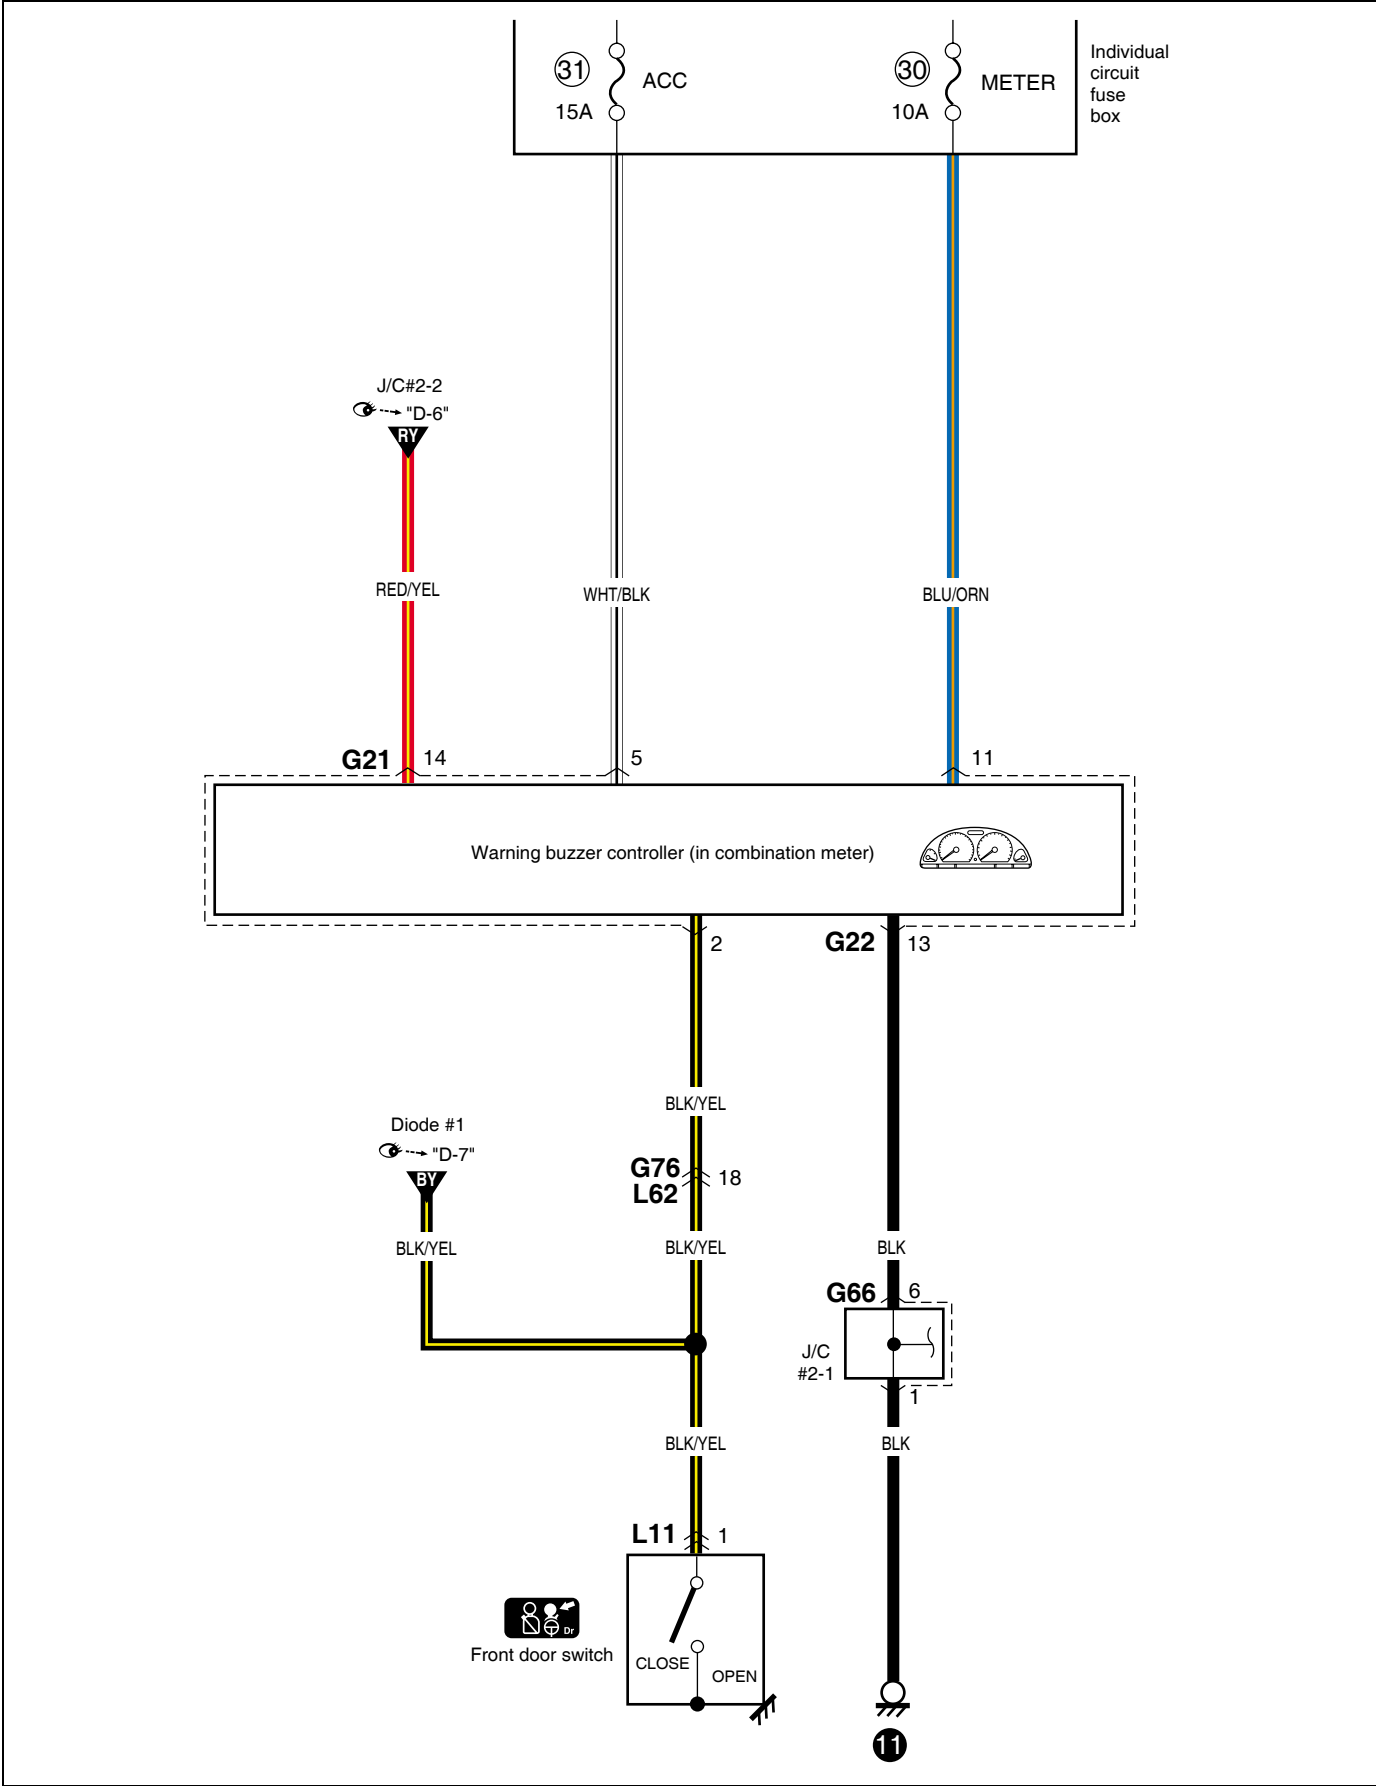 31
ACC
15A
30
METER
10A
Individual
circuit
fuse
box
J/C#2-2
"D-6"
RY
RED/YEL
WHT/BLK
BLU/ORN
G21 14
5
11
Warning buzzer controller (in combination meter)
2
G22 13
BLK/YEL
Diode #1
"D-7"
BY
G76
L62
18
BLK/YEL
BLK/YEL
BLK
G66 6
J/C
#2-1
1
BLK/YEL
BLK
L11 1
Dr
Front door switch
CLOSE
OPEN
11